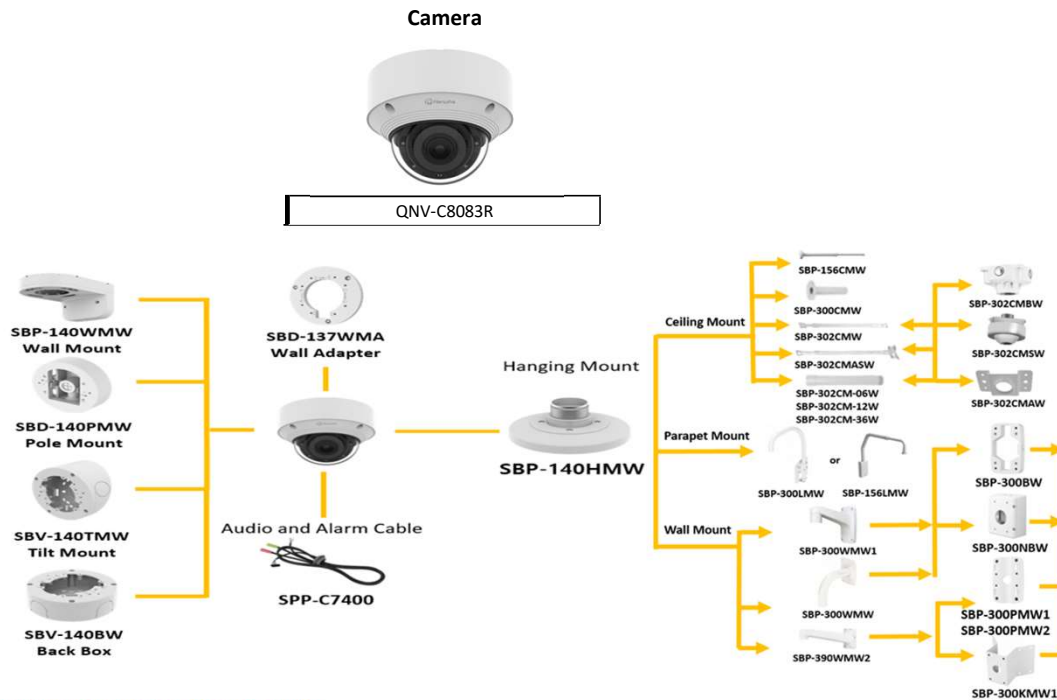 Camera
QNV-C8083R
SBP-140WMW
Wall Mount
SBD-140PMW
Pole Mount
SBV-140TMW
Tilt Mount
SBV-140BW
Back Box
SBD-137WMA
Wall Adapter
Audio and Alarm Cable
SPP-C7400
Hanging Mount
SBP-140HMW
Ceiling Mount
SBP-156CMW
SBP-300CMW
SBP-302CMW
SBP-302CMASW
SBP-302CM-06W
SBP-302CM-12W
SBP-302CM-36W
SBP-302CMBW
SBP-302CMSW
SBP-302CMAW
Parapet Mount
SBP-300LMW
or
SBP-156LMW
Wall Mount
SBP-300WMW1
SBP-300WMW
SBP-390WMW2
SBP-300BW
SBP-300NBW
SBP-300PMW1
SBP-300PMW2
SBP-300KMW1